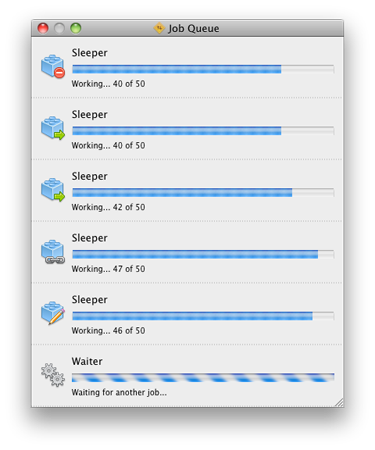 Job Queue
Sleeper
Working... 40 of 50
Sleeper
Working... 40 of 50
Sleeper
Working... 42 of 50
Sleeper
Working... 47 of 50
Sleeper
Working... 46 of 50
Waiter
Waiting for another job...